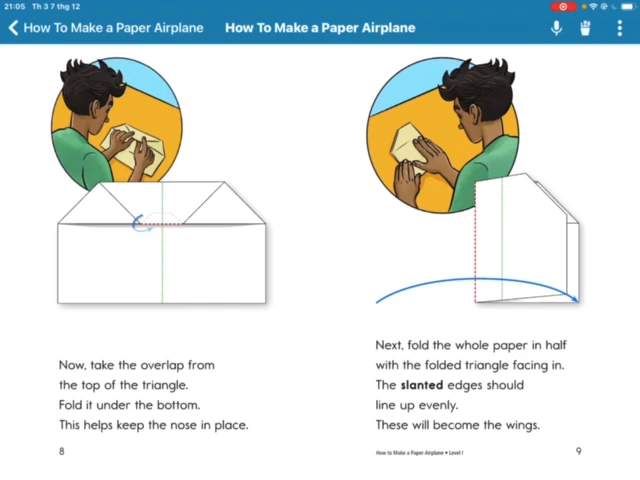 21:05 Th 3 7 thg 12
How To Make a Paper Airplane
How To Make a Paper Airplane
Now, take the overlap from
the top of the triangle.
Fold it under the bottom.
This helps keep the nose in place.
8
Next, fold the whole paper in half
with the folded triangle facing in.
The slanted edges should
line up evenly.
These will become the wings.
How to Make a Paper Airplane • Level I
9